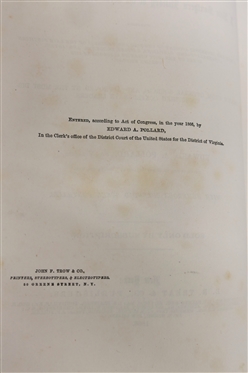 ENTERED, according to Act of Congress, in the year 1868, by
EDWARD A. POLLARD,
In the Clerk's office of the District Court of the United States for the District of Virginia.
JOHN F. TROW & CO.,
PRINTERS, STEREOTYPERS, & ELECTROTYPERS,
50 GREENE STREET, N. Y.